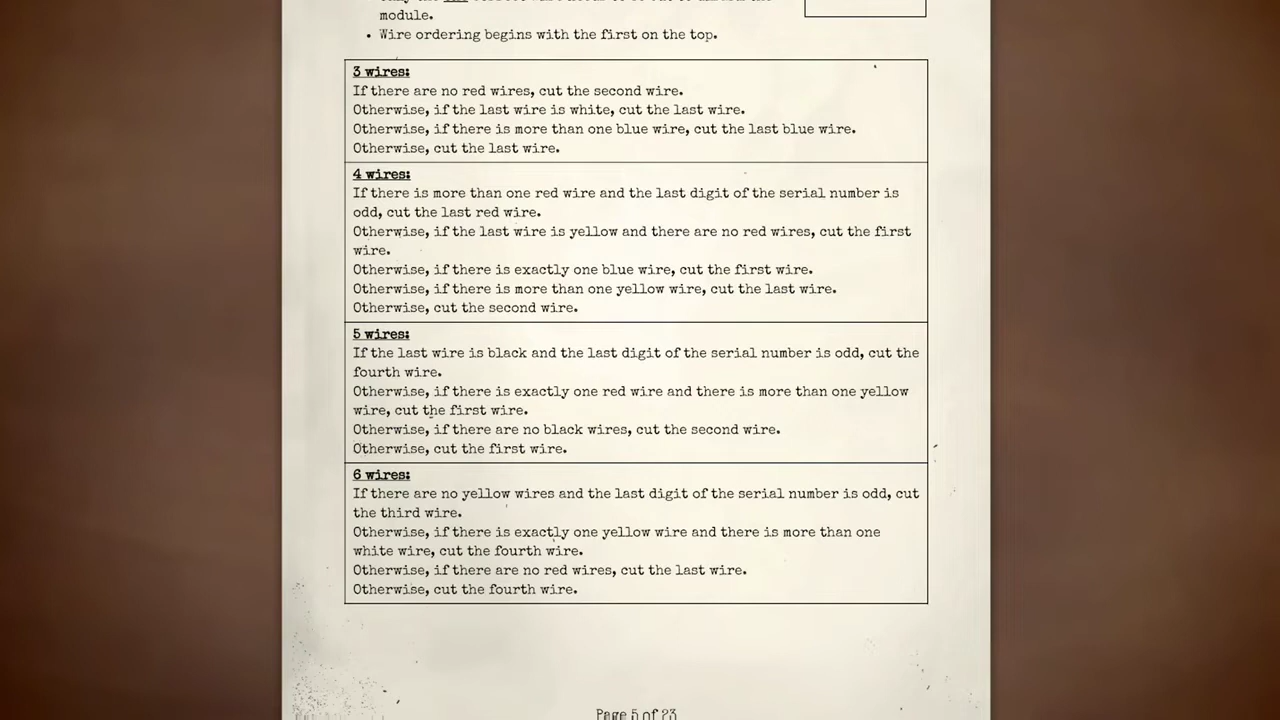 module.
• Wire ordering begins with the first on the top.
3 wires:
If there are no red wires, cut the second wire.
Otherwise, if the last wire is white, cut the last wire.
Otherwise, if there is more than one blue wire, cut the last blue wire.
Otherwise, cut the last wire.
4 wires:
If there is more than one red wire and the last digit of the serial number is
odd, cut the last red wire.
Otherwise, if the last wire is yellow and there are no red wires, cut the first
wire.
Otherwise, if there is exactly one blue wire, cut the first wire.
Otherwise, if there is more than one yellow wire, cut the last wire.
Otherwise, cut the second wire.
5 wires:
If the last wire is black and the last digit of the serial number is odd, cut the
fourth wire.
Otherwise, if there is exactly one red wire and there is more than one yellow
wire, cut the first wire.
Otherwise, if there are no black wires, cut the second wire.
Otherwise, cut the first wire.
6 wires:
If there are no yellow wires and the last digit of the serial number is odd, cut
the third wire.
Otherwise, if there is exactly one yellow wire and there is more than one
white wire, cut the fourth wire.
Otherwise, if there are no red wires, cut the last wire.
Otherwise, cut the fourth wire.
Page 5 of 23